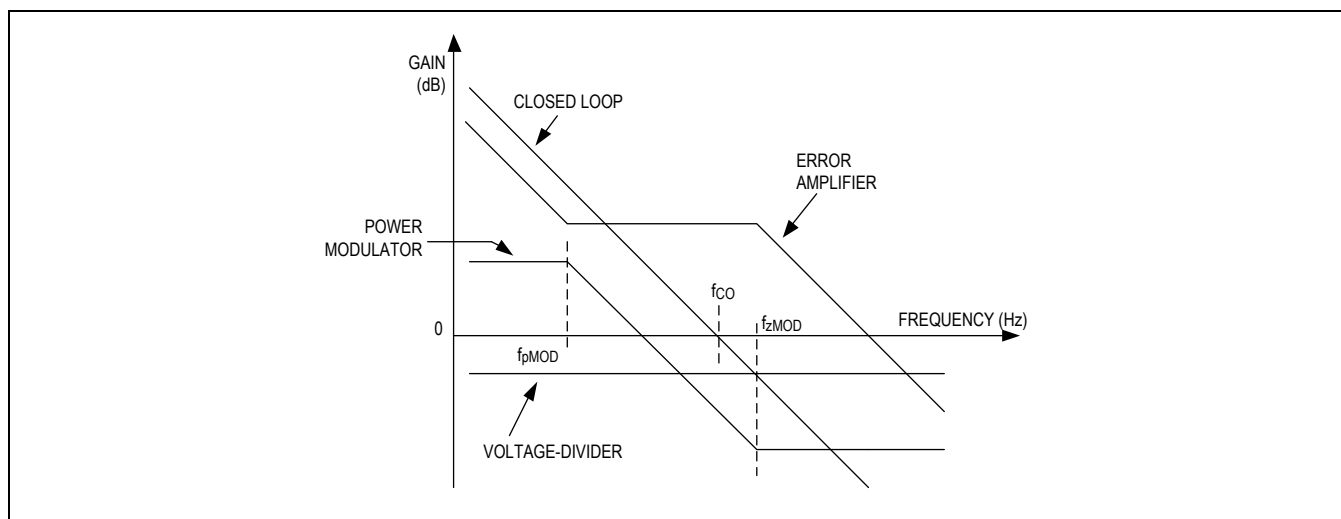 GAIN
(dB)
CLOSED LOOP
ERROR
AMPLIFIER
POWER
MODULATOR
fCO
fzMOD
FREQUENCY (Hz)
0
fpMOD
VOLTAGE-DIVIDER